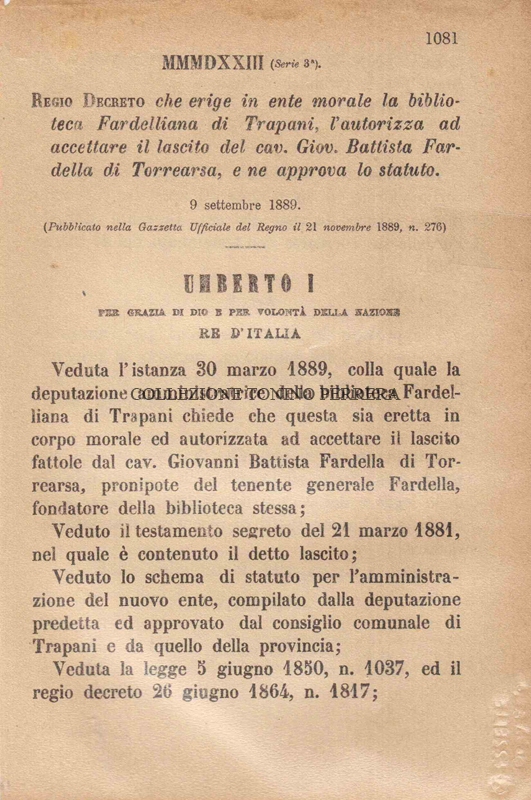 1081
MMMDXXIII (Serie 3ª).
REGIO DECRETO che erige in ente morale la biblio-
teca Fardelliana di Trapani, l'autorizza ad
accettare il lascito del cav. Giov. Battista Far-
della di Torrearsa, e ne approva lo statuto.
9 settembre 1889.
(Pubblicato nella Gazzetta Ufficiale del Regno il 21 novembre 1889, n. 276)
UMBERTO I
PER GRAZIA DI DIO E PER VOLONTÀ DELLA NAZIONE
RE D'ITALIA
Veduta l'istanza 30 marzo 1889, colla quale la
deputazione della biblioteca Fardel-
COLLEZIONE TONINO PERRERA
liana di Trapani chiede che questa sia eretta in
corpo morale ed autorizzata ad accettare il lascito
fattole dal cav. Giovanni Battista Fardella di Tor-
rearsa, pronipote del tenente generale Fardella,
fondatore della biblioteca stessa;
Veduto il testamento segreto del 21 marzo 1881,
nel quale è contenuto il detto lascito;
Veduto lo schema di statuto per l'amministra-
zione del nuovo ente, compilato dalla deputazione
predetta ed approvato dal consiglio comunale di
Trapani e da quello della provincia;
Veduta la legge 5 giugno 1850, n. 1037, ed il
regio decreto 26 giugno 1864, n. 1817;